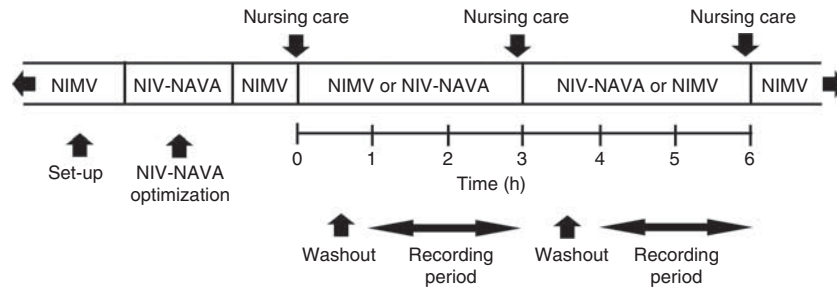 Nursing care Nursing care Nursing care
NIMV NIV-NAVA NIMV NIMV or NIV-NAVA NIV-NAVA or NIMV NIMV
0 1 2 3 4 5 6
Time (h)
Set-up
NIV-NAVA
optimization
Washout
Recording
period
Washout
Recording
period